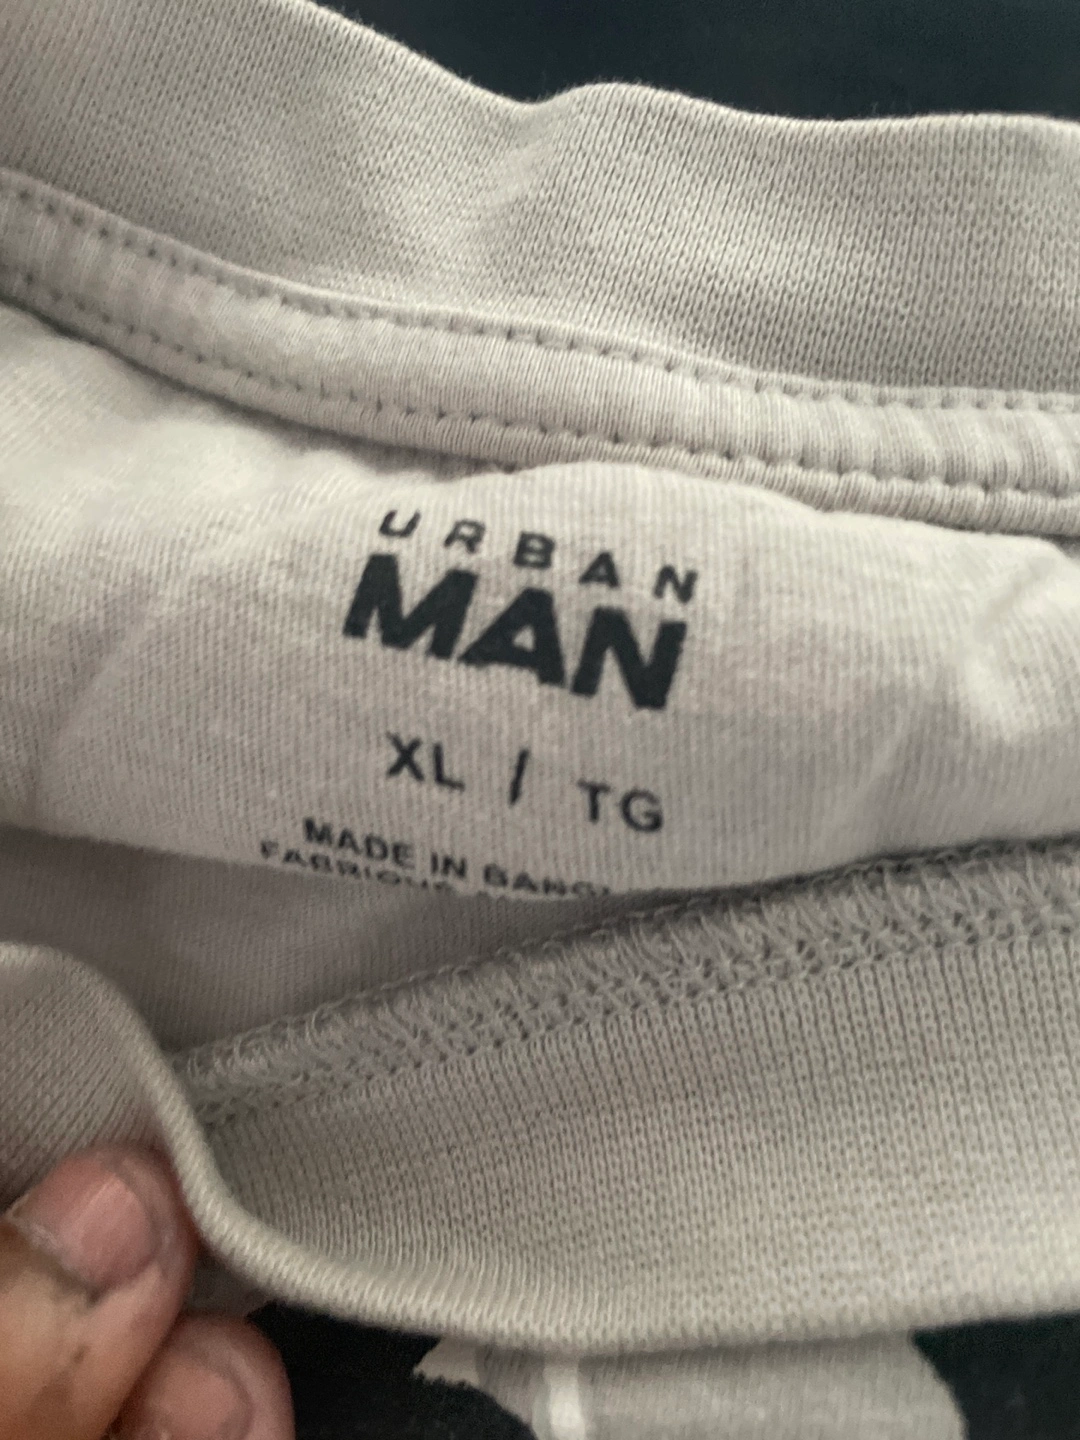 URBAN
MAN
XL / TG
MADE IN